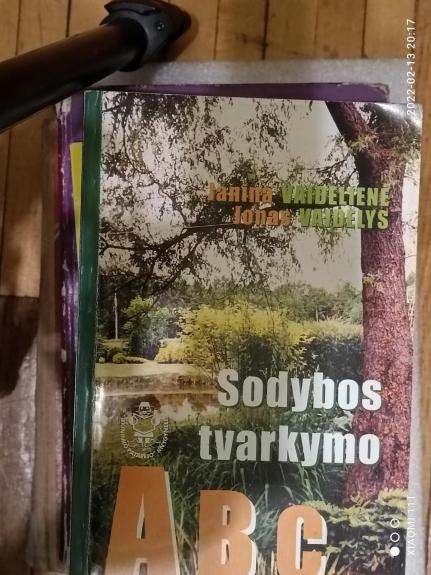 Janina VAIDELIENĖ
Jonas VAIDELYS
Sodybos
tvarkymo
ABC
2022-02-13 20:17
XIAOMI 11T